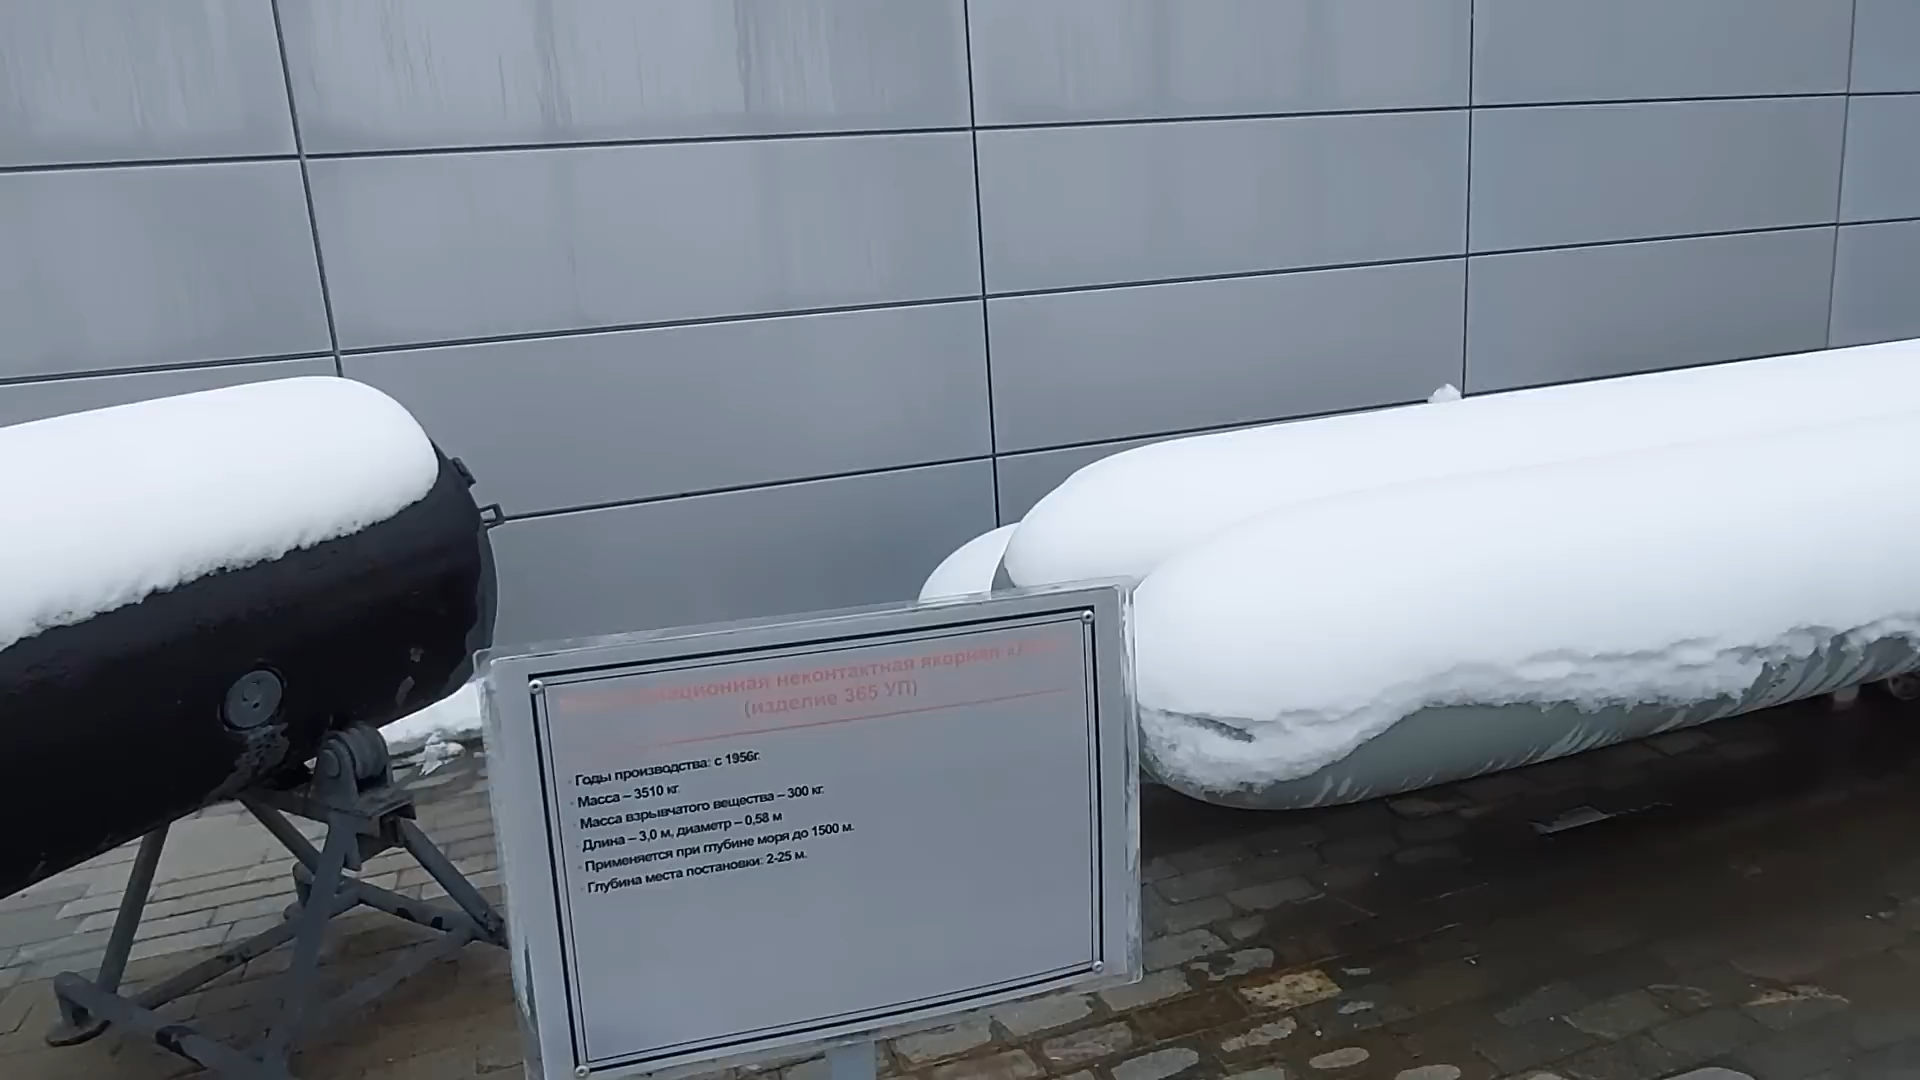 неконтактная якорная
(изделие 365 УП)
Годы производства: с 1956г.
Масса – 3510 кг.
Масса взрывчатого вещества – 300 кг.
Длина – 3,0 м, диаметр – 0,58 м
Применяется при глубине моря до 1500 м.
Глубина места постановки: 2-25 м.